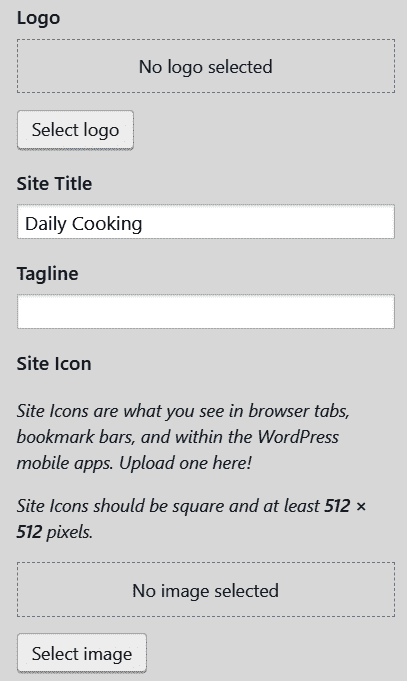 Logo
No logo selected
Select logo
Site Title
Daily Cooking
Tagline
Site Icon
Site Icons are what you see in browser tabs,
bookmark bars, and within the WordPress
mobile apps. Upload one here!
Site Icons should be square and at least 512 ×
512 pixels.
No image selected
Select image